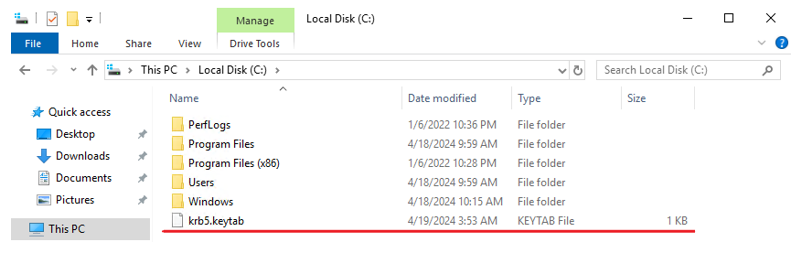 Manage Local Disk (C:)
File Home Share View Drive Tools
This PC Local Disk (C:) Search Local Disk (C:)
Name Date modified Type Size
Quick access
Desktop
Downloads
Documents
Pictures
This PC
PerfLogs 1/6/2022 10:36 PM File folder
Program Files 4/18/2024 9:59 AM File folder
Program Files (x86) 1/6/2022 10:28 PM File folder
Users 4/18/2024 9:59 AM File folder
Windows 4/18/2024 10:15 AM File folder
krb5.keytab 4/19/2024 3:53 AM KEYTAB File 1 KB